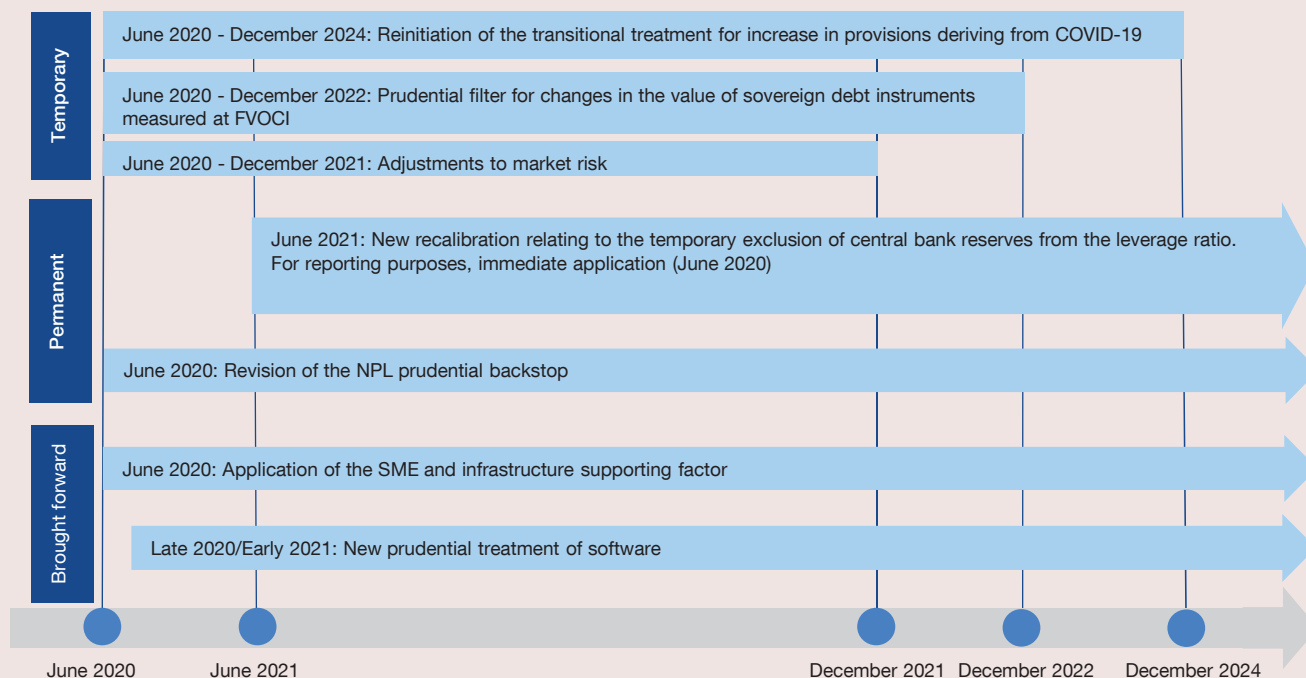 Temporary
June 2020 - December 2024: Reinitiation of the transitional treatment for increase in provisions deriving from COVID-19
June 2020 - December 2022: Prudential filter for changes in the value of sovereign debt instruments
measured at FVOCI
June 2020 - December 2021: Adjustments to market risk
Permanent
June 2021: New recalibration relating to the temporary exclusion of central bank reserves from the leverage ratio.
For reporting purposes, immediate application (June 2020)
June 2020: Revision of the NPL prudential backstop
Brought forward
June 2020: Application of the SME and infrastructure supporting factor
Late 2020/Early 2021: New prudential treatment of software
June 2020
June 2021
December 2021
December 2022
December 2024